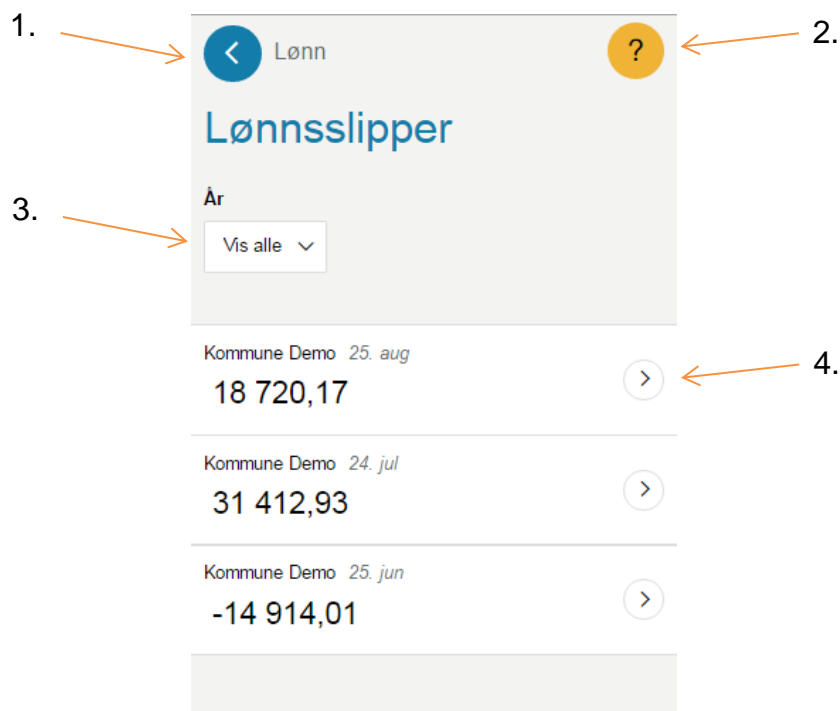 1.
Lønn
?
2.
Lønnsslipper
År
3.
Vis alle
Kommune Demo 25. aug
18 720,17
4.
Kommune Demo 24. jul
31 412,93
Kommune Demo 25. jun
-14 914,01